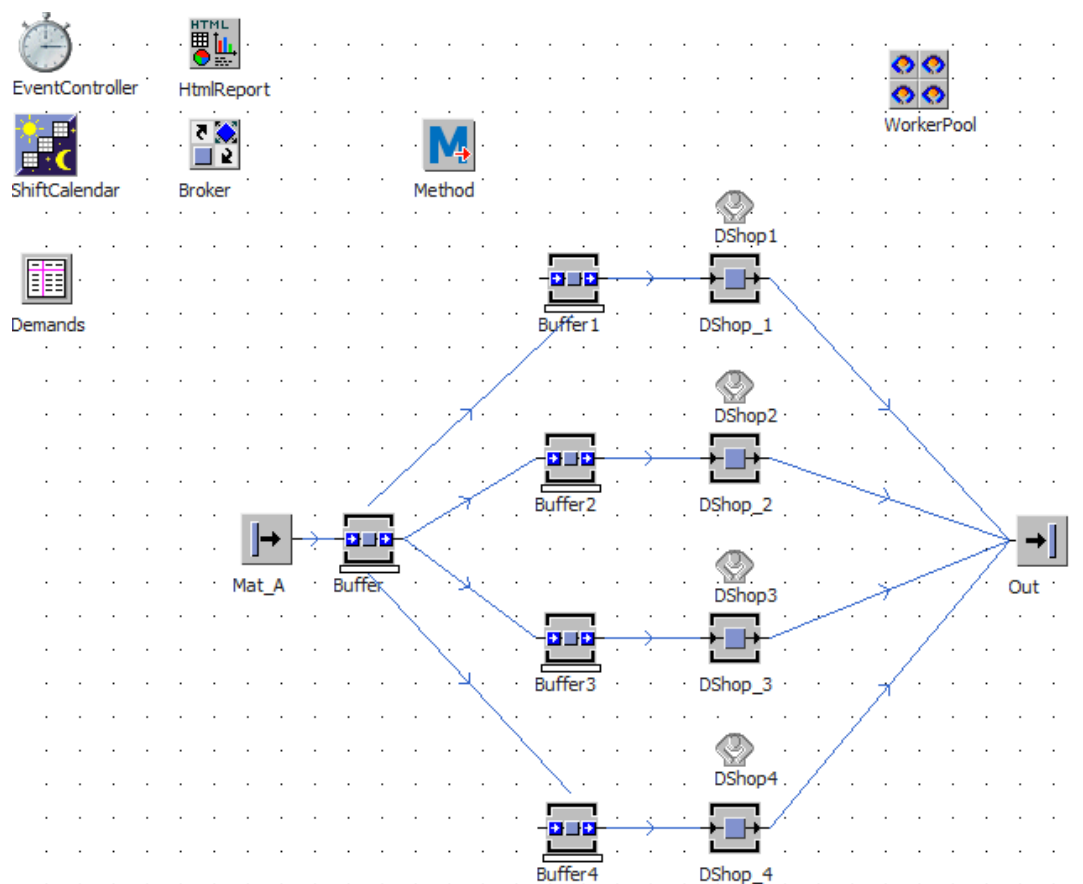 HTML
EventController
HtmlReport
WorkerPool
ShiftCalendar
Broker
M
Method
DShop1
Demands
Buffer1
DShop_1
DShop2
Buffer2
DShop_2
Mat_A
Buffer
DShop3
Out
Buffer3
DShop_3
DShop4
Buffer4
DShop_4